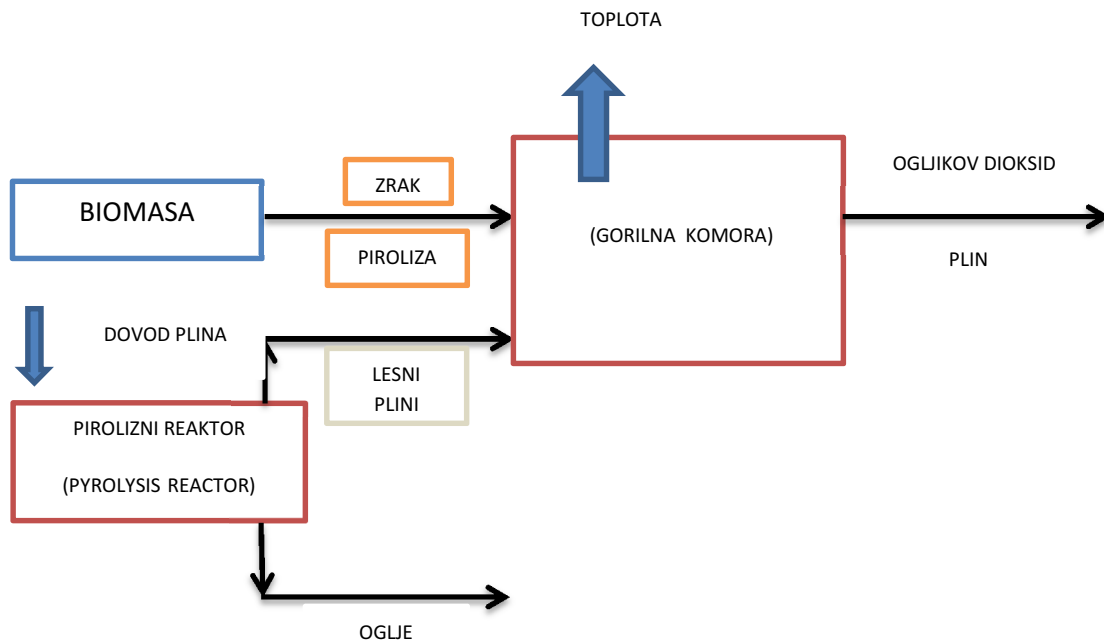 TOPLOTA
ZRAK
OGLJIKOV DIOKSID
BIOMASA
(GORILNA KOMORA)
PIROLIZA
PLIN
DOVOD PLINA
LESNI
PLINI
PIROLIZNI REAKTOR
(PYROLYSIS REACTOR)
OGLJE